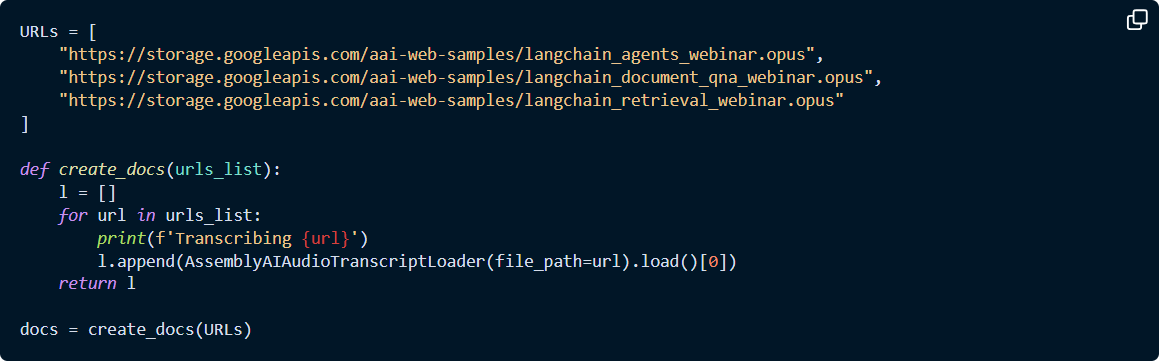 URLs = [
    "https://storage.googleapis.com/aai-web-samples/langchain_agents_webinar.opus",
    "https://storage.googleapis.com/aai-web-samples/langchain_document_qna_webinar.opus",
    "https://storage.googleapis.com/aai-web-samples/langchain_retrieval_webinar.opus"
]

def create_docs(urls_list):
    l = []
    for url in urls_list:
        print(f'Transcribing {url}')
        l.append(AssemblyAIAudioTranscriptLoader(file_path=url).load()[0])
    return l

docs = create_docs(URLs)